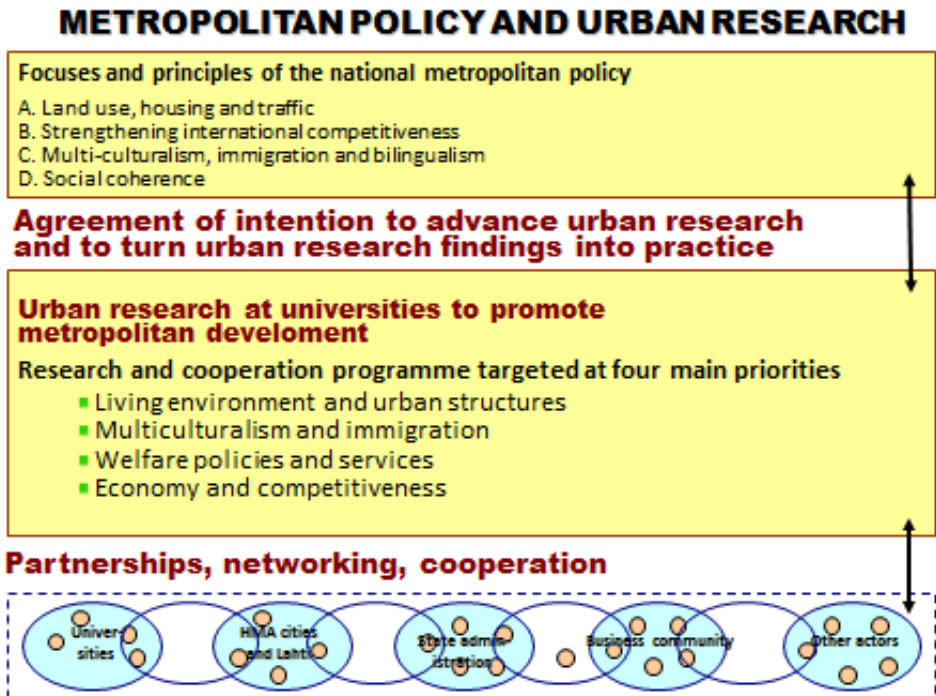 METROPOLITAN POLICY AND URBAN RESEARCH
Focuses and principles of the national metropolitan policy
A. Land use, housing and traffic
B. Strengthening international competitiveness
C. Multi-culturalism, immigration and bilingualism
D. Social coherence
Agreement of intention to advance urban research
and to turn urban research findings into practice
Urban research at universities to promote
metropolitan develoment
Research and cooperation programme targeted at four main priorities
Living environment and urban structures
Multiculturalism and immigration
Welfare policies and services
Economy and competitiveness
Partnerships, networking, cooperation
Univer-
sities
HMA cities
and Lahti
State admin-
istration
Business community
Other actors